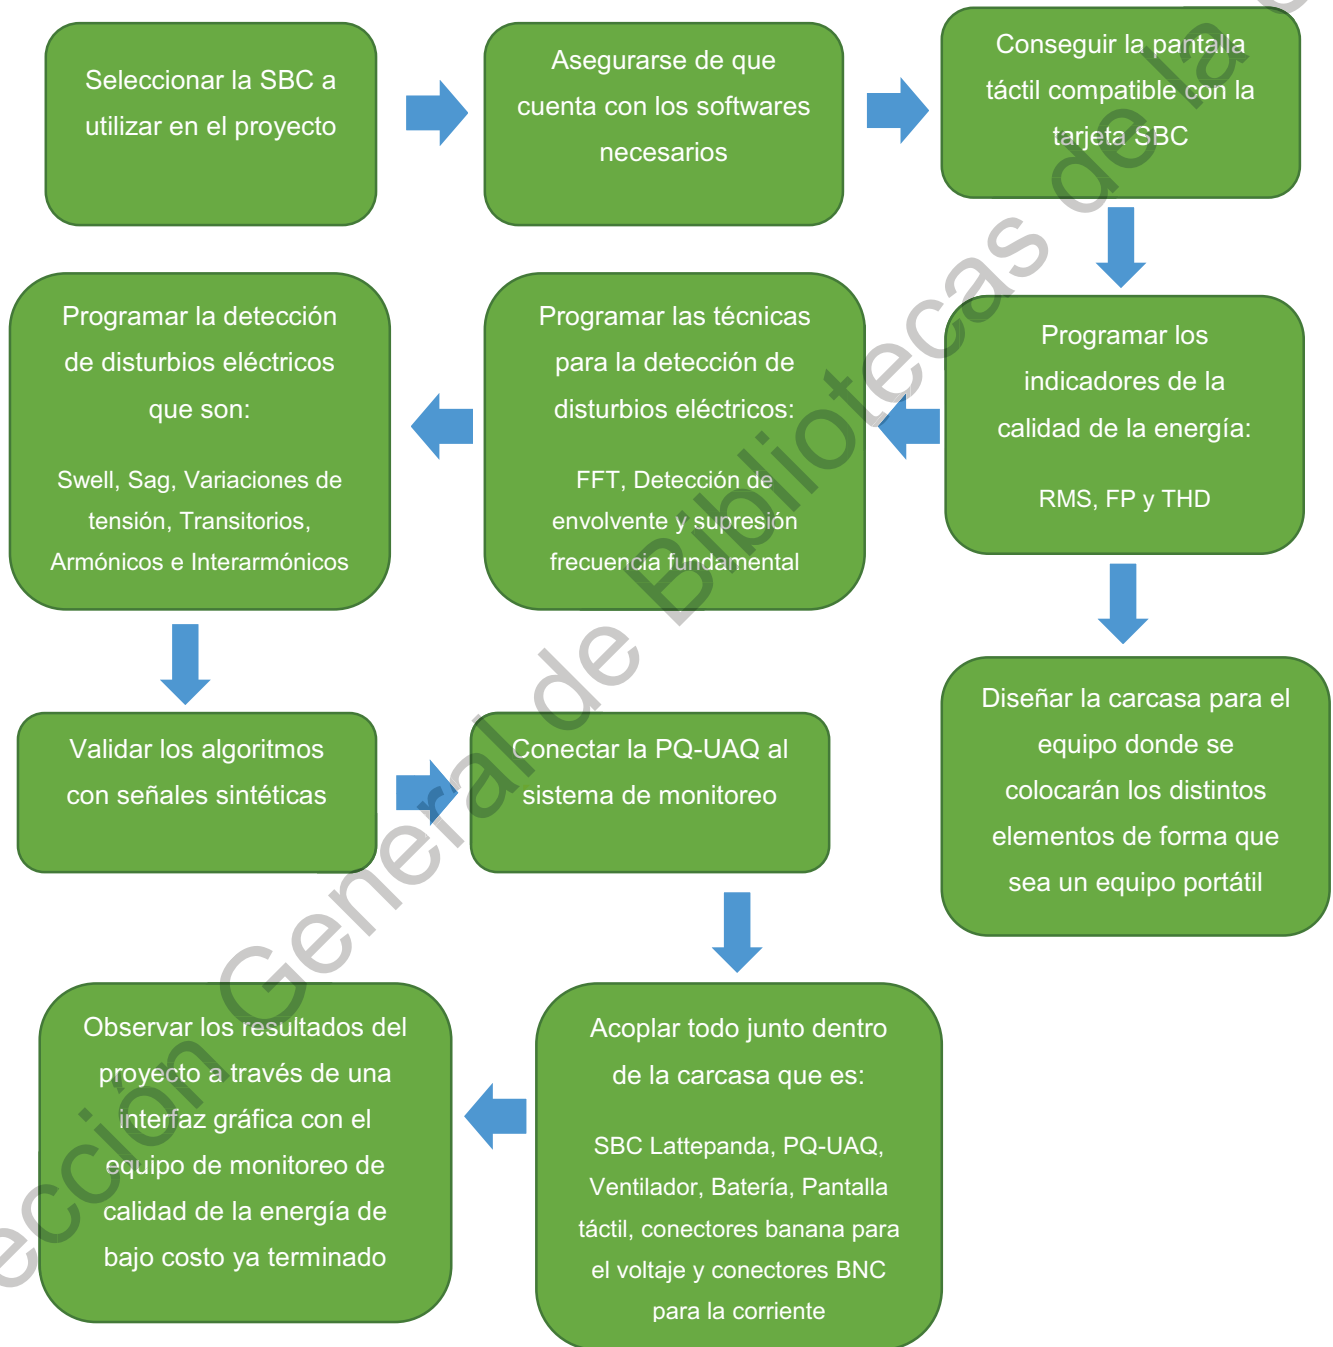 Seleccionar la SBC a
utilizar en el proyecto
Asegurarse de que
cuenta con los softwares
necesarios
Conseguir la pantalla
táctil compatible con la
tarjeta SBC
Programar los
indicadores de la
calidad de la energía:
RMS, FP y THD
Programar las técnicas
para la detección de
disturbios eléctricos:
FFT, Detección de
envolvente y supresión
frecuencia fundamental
Programar la detección
de disturbios eléctricos
que son:
Swell, Sag, Variaciones de
tensión, Transitorios,
Armónicos e Interarmónicos
Diseñar la carcasa para el
equipo donde se
colocarán los distintos
elementos de forma que
sea un equipo portátil
Validar los algoritmos
con señales sintéticas
Conectar la PQ-UAQ al
sistema de monitoreo
Acoplar todo junto dentro
de la carcasa que es:
SBC Lattepanda, PQ-UAQ,
Ventilador, Batería, Pantalla
táctil, conectores banana para
el voltaje y conectores BNC
para la corriente
Observar los resultados del
proyecto a través de una
interfaz gráfica con el
equipo de monitoreo de
calidad de la energía de
bajo costo ya terminado
ección General de Bibliotecas de la